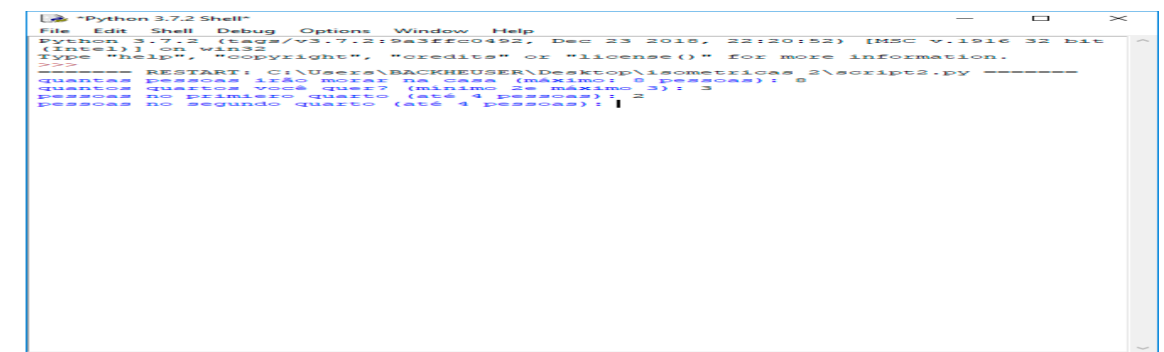 *Python 3.7.2 Shell*
File Edit Shell Debug Options Window Help
Python 3.7.2 (tags/v3.7.2:9a3ffc0492, Dec 23 2018, 22:20:52) [MSC v.1916 32 bit
(Intel)] on win32
Type "help", "copyright", "credits" or "license()" for more information.
>>>
======= RESTART: C:\Users\BACKHEUSER\Desktop\isometricas 2\script2.py =======
quantas pessoas irão morar na casa (máximo: 8 pessoas): 8
quantos quartos você quer? (mínimo 2e máximo 3): 3
pessoas no primiero quarto (até 4 pessoas): 2
pessoas no segundo quarto (até 4 pessoas):